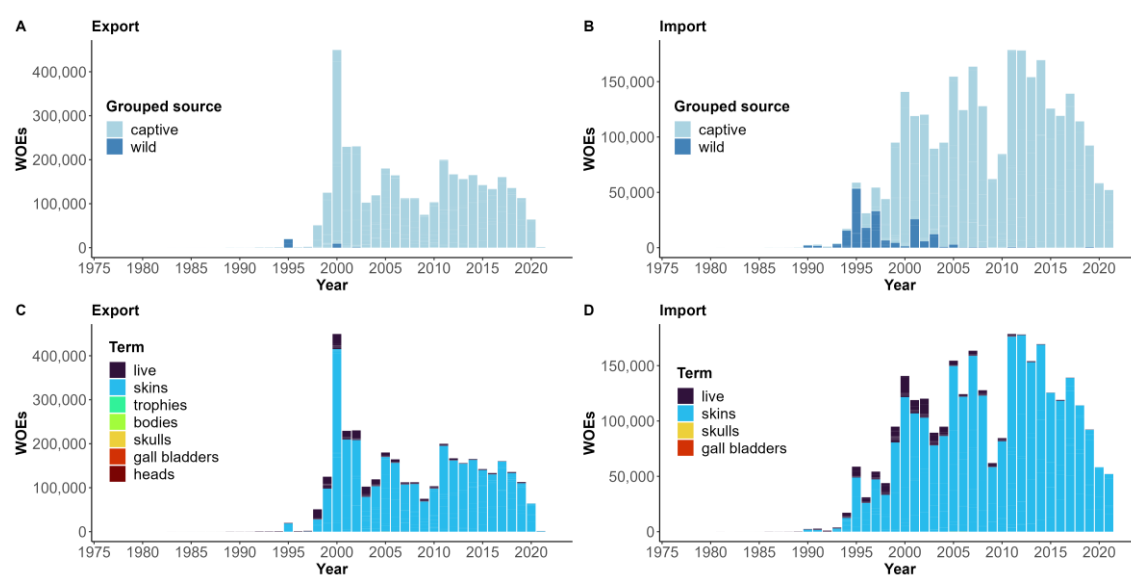 A Export
WOEs
400,000
300,000
200,000
100,000
0
Grouped source
captive
wild
1975 1980 1985 1990 1995 2000 2005 2010 2015 2020
Year
B Import
WOEs
150,000
100,000
50,000
0
Grouped source
captive
wild
1975 1980 1985 1990 1995 2000 2005 2010 2015 2020
Year
C Export
WOEs
400,000
300,000
200,000
100,000
0
Term
live
skins
trophies
bodies
skulls
gall bladders
heads
1975 1980 1985 1990 1995 2000 2005 2010 2015 2020
Year
D Import
WOEs
150,000
100,000
50,000
0
Term
live
skins
skulls
gall bladders
1975 1980 1985 1990 1995 2000 2005 2010 2015 2020
Year